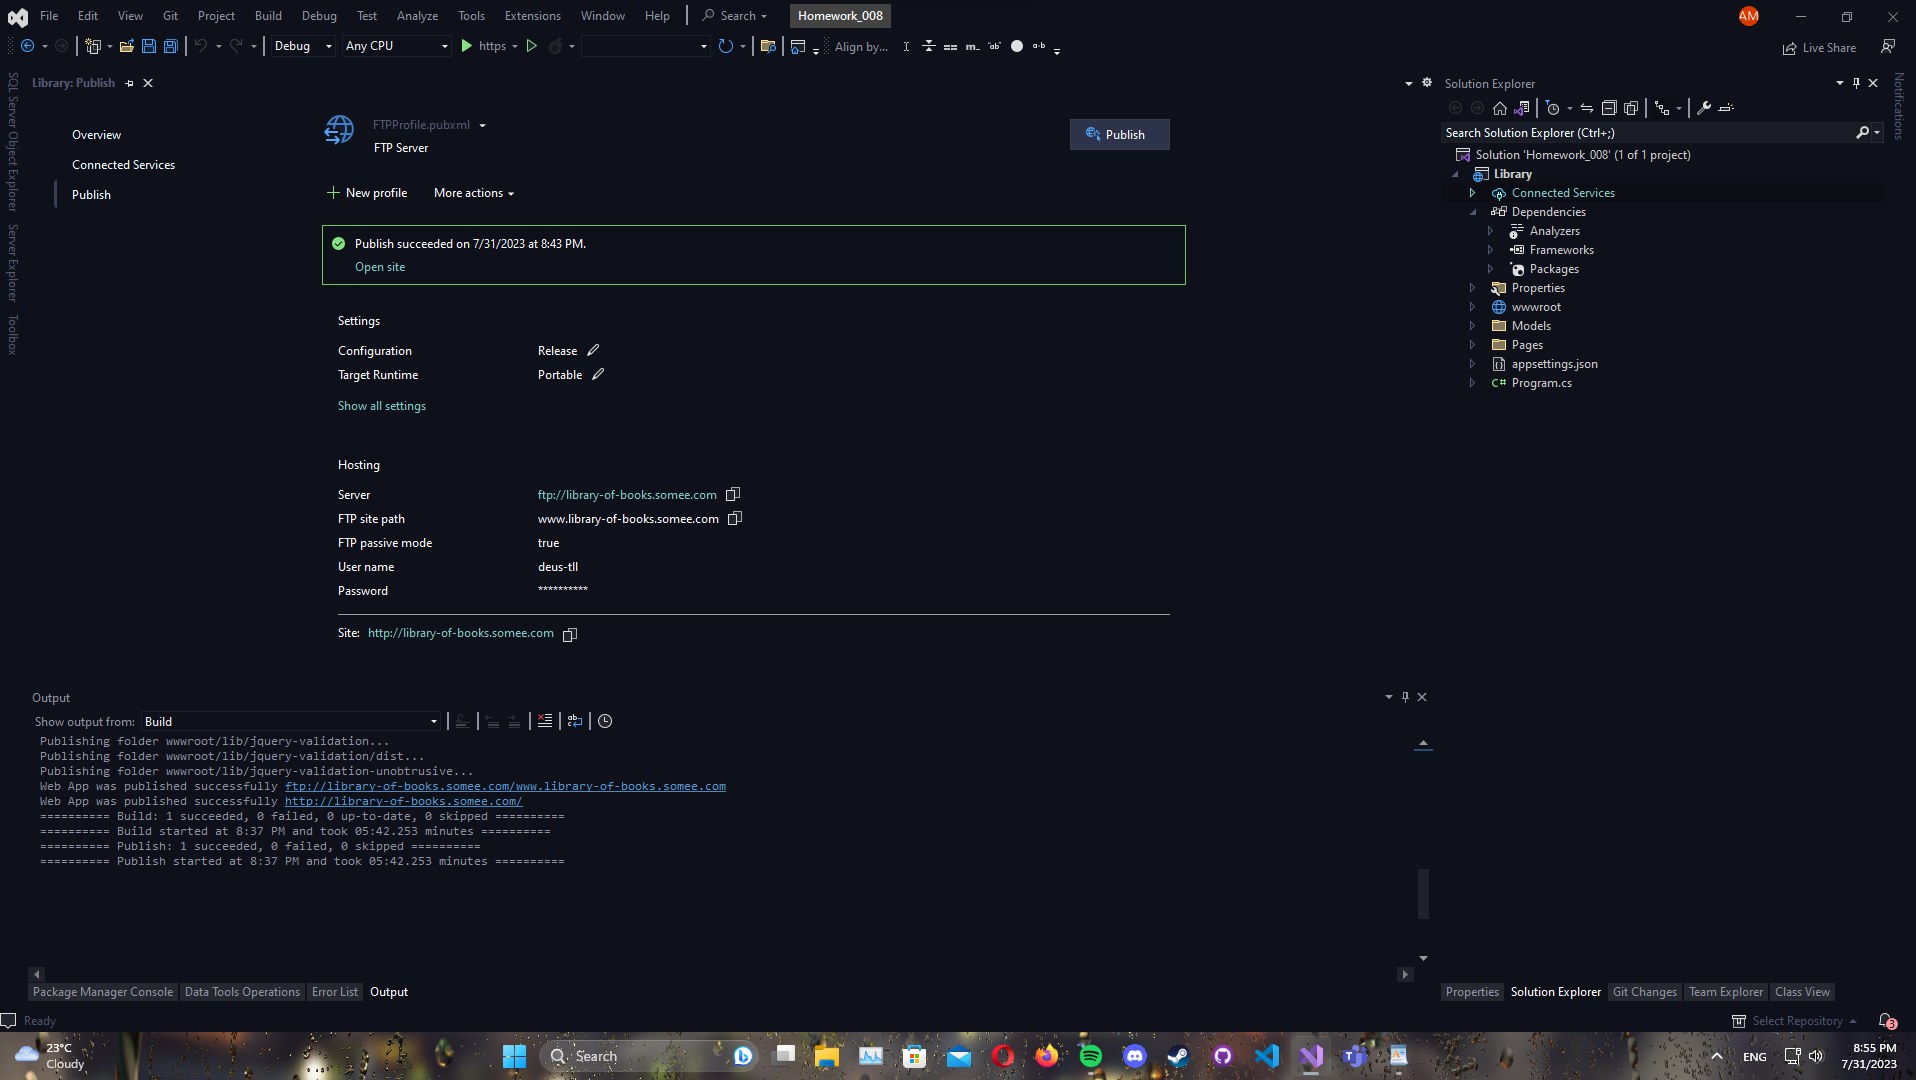 File Edit View Git Project Build Debug Test Analyze Tools Extensions Window Help Search Homework_008 AM
Debug Any CPU https Align by... Live Share
SQL Server Object Explorer
Server Explorer
Toolbox
Library: Publish
Overview
Connected Services
Publish
FTPProfile.pubxml
FTP Server
Publish
New profile More actions
Publish succeeded on 7/31/2023 at 8:43 PM.
Open site
Settings
Configuration Release
Target Runtime Portable
Show all settings
Hosting
Server ftp://library-of-books.somee.com
FTP site path www.library-of-books.somee.com
FTP passive mode true
User name deus-tll
Password **********
Site: http://library-of-books.somee.com
Solution Explorer
Search Solution Explorer (Ctrl+;)
Solution 'Homework_008' (1 of 1 project)
Library
Connected Services
Dependencies
Analyzers
Frameworks
Packages
Properties
wwwroot
Models
Pages
appsettings.json
C# Program.cs
Notifications
Output
Show output from: Build
Publishing folder wwwroot/lib/jquery-validation...
Publishing folder wwwroot/lib/jquery-validation/dist...
Publishing folder wwwroot/lib/jquery-validation-unobtrusive...
Web App was published successfully ftp://library-of-books.somee.com/www.library-of-books.somee.com
Web App was published successfully http://library-of-books.somee.com/
========== Build: 1 succeeded, 0 failed, 0 up-to-date, 0 skipped ==========
========== Build started at 8:37 PM and took 05:42.253 minutes ==========
========== Publish: 1 succeeded, 0 failed, 0 skipped ==========
========== Publish started at 8:37 PM and took 05:42.253 minutes ==========
Package Manager Console Data Tools Operations Error List Output
Properties Solution Explorer Git Changes Team Explorer Class View
Ready
Select Repository 3
23°C
Cloudy
Search
ENG
8:55 PM
7/31/2023